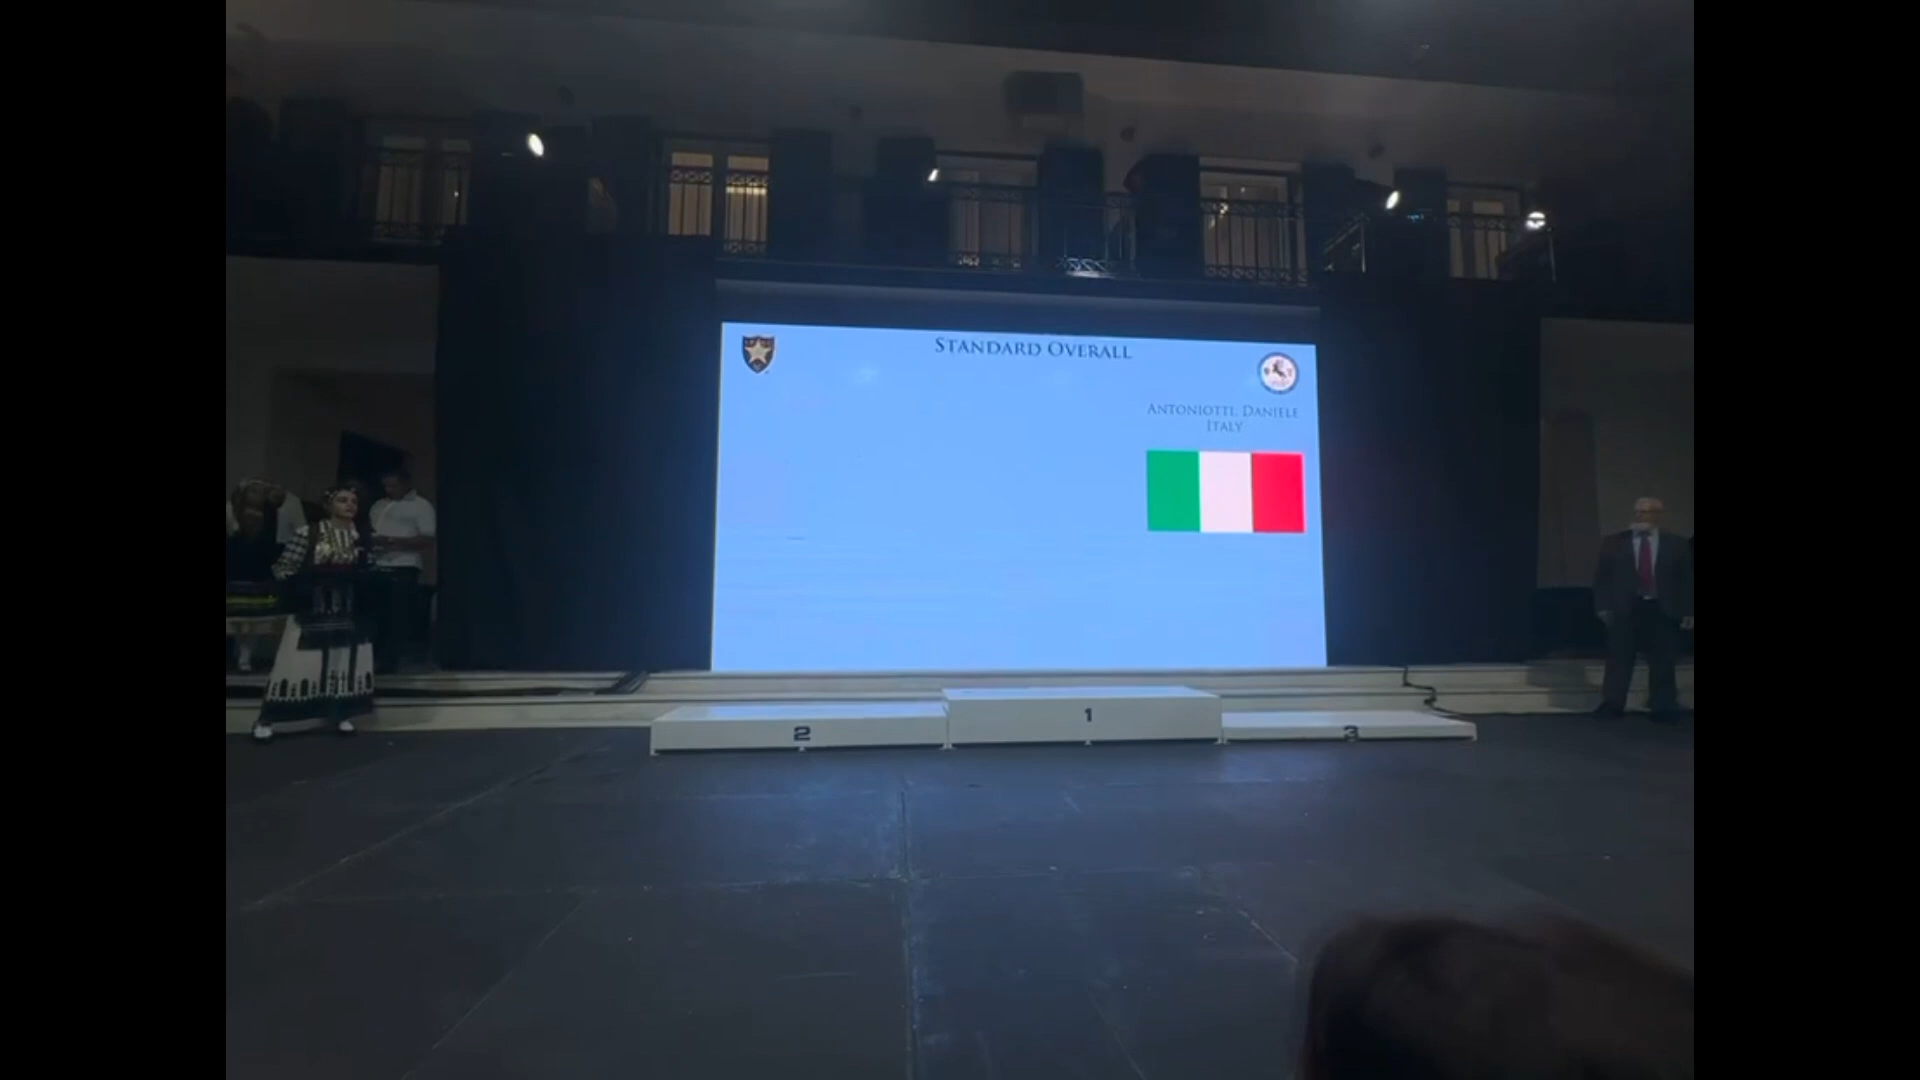 STANDARD OVERALL
ANTONIOTTI, DANIELE
ITALY
1
2
3